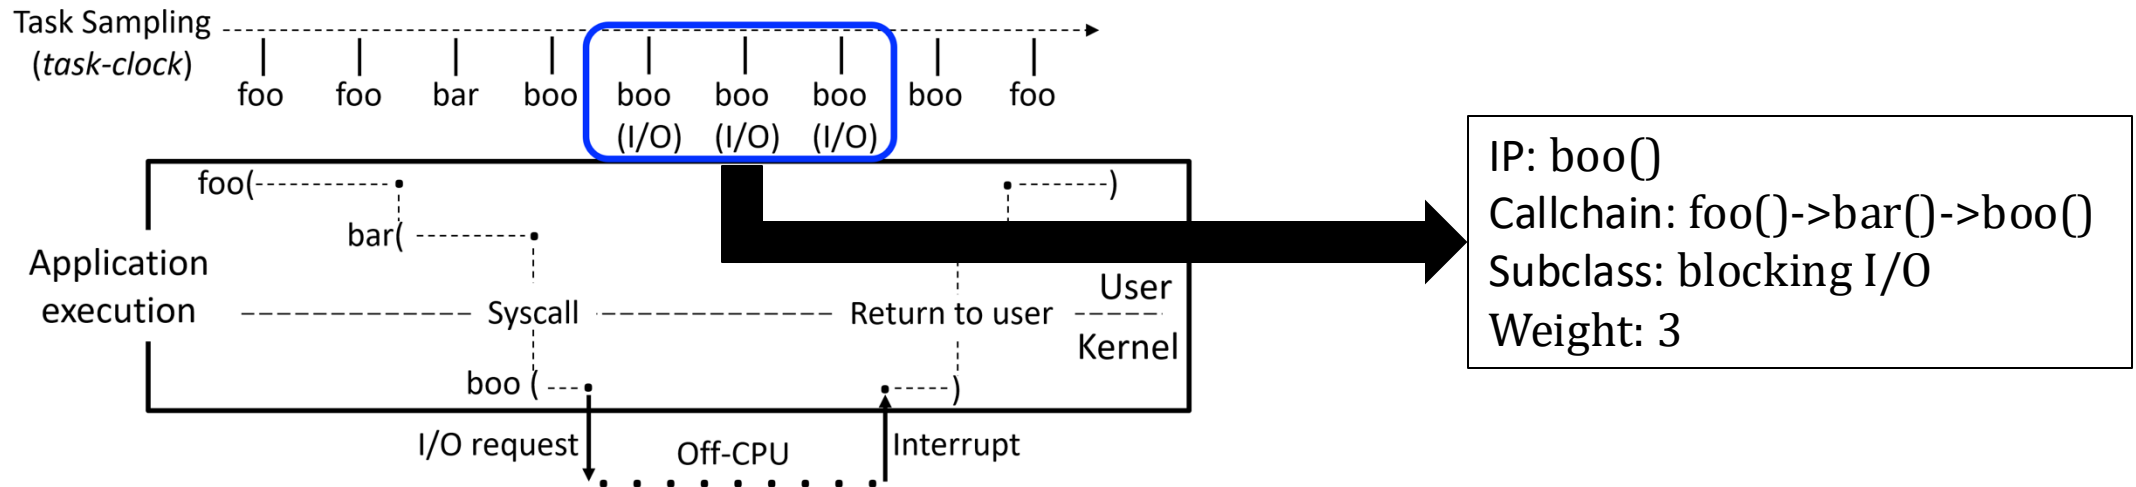 Task Sampling
(task-clock)
foo foo bar boo boo boo boo boo foo
(I/O) (I/O) (I/O)
foo( )
bar(
Application
execution
Syscall
Return to user
User
Kernel
boo ( )
I/O request
Off-CPU
Interrupt
IP: boo()
Callchain: foo()->bar()->boo()
Subclass: blocking I/O
Weight: 3